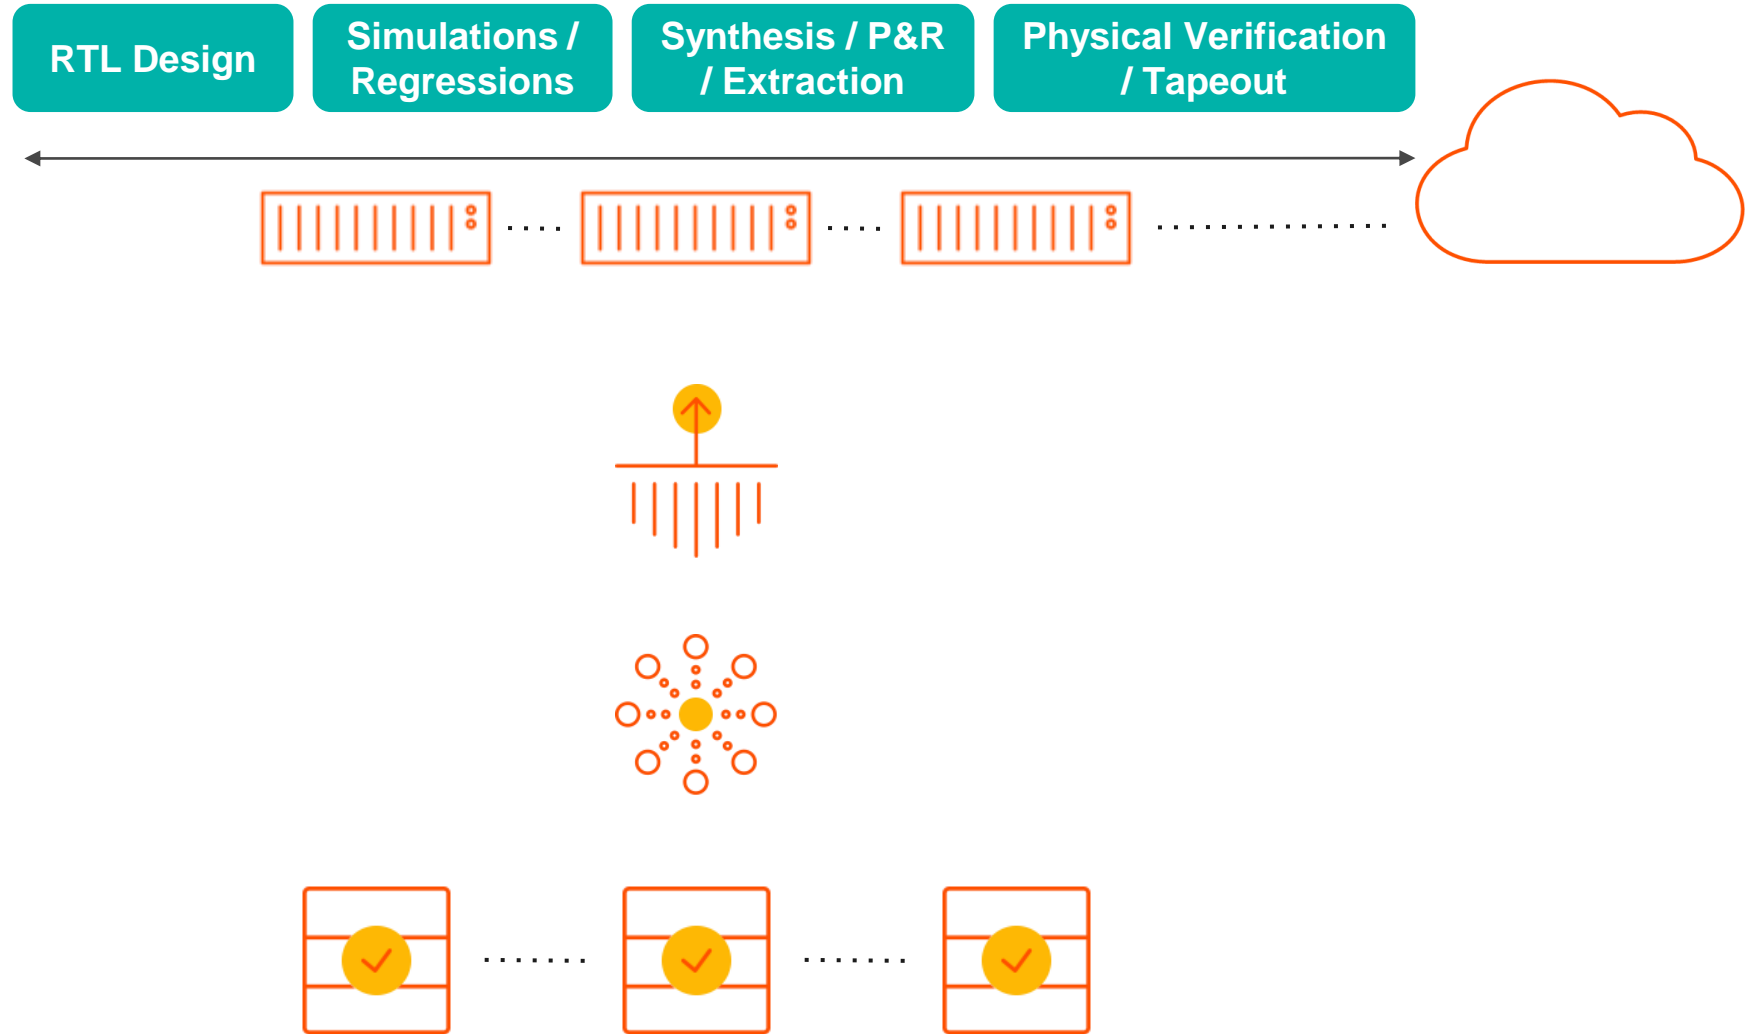 RTL Design
Simulations /
Regressions
Synthesis / P&R
/ Extraction
Physical Verification
/ Tapeout